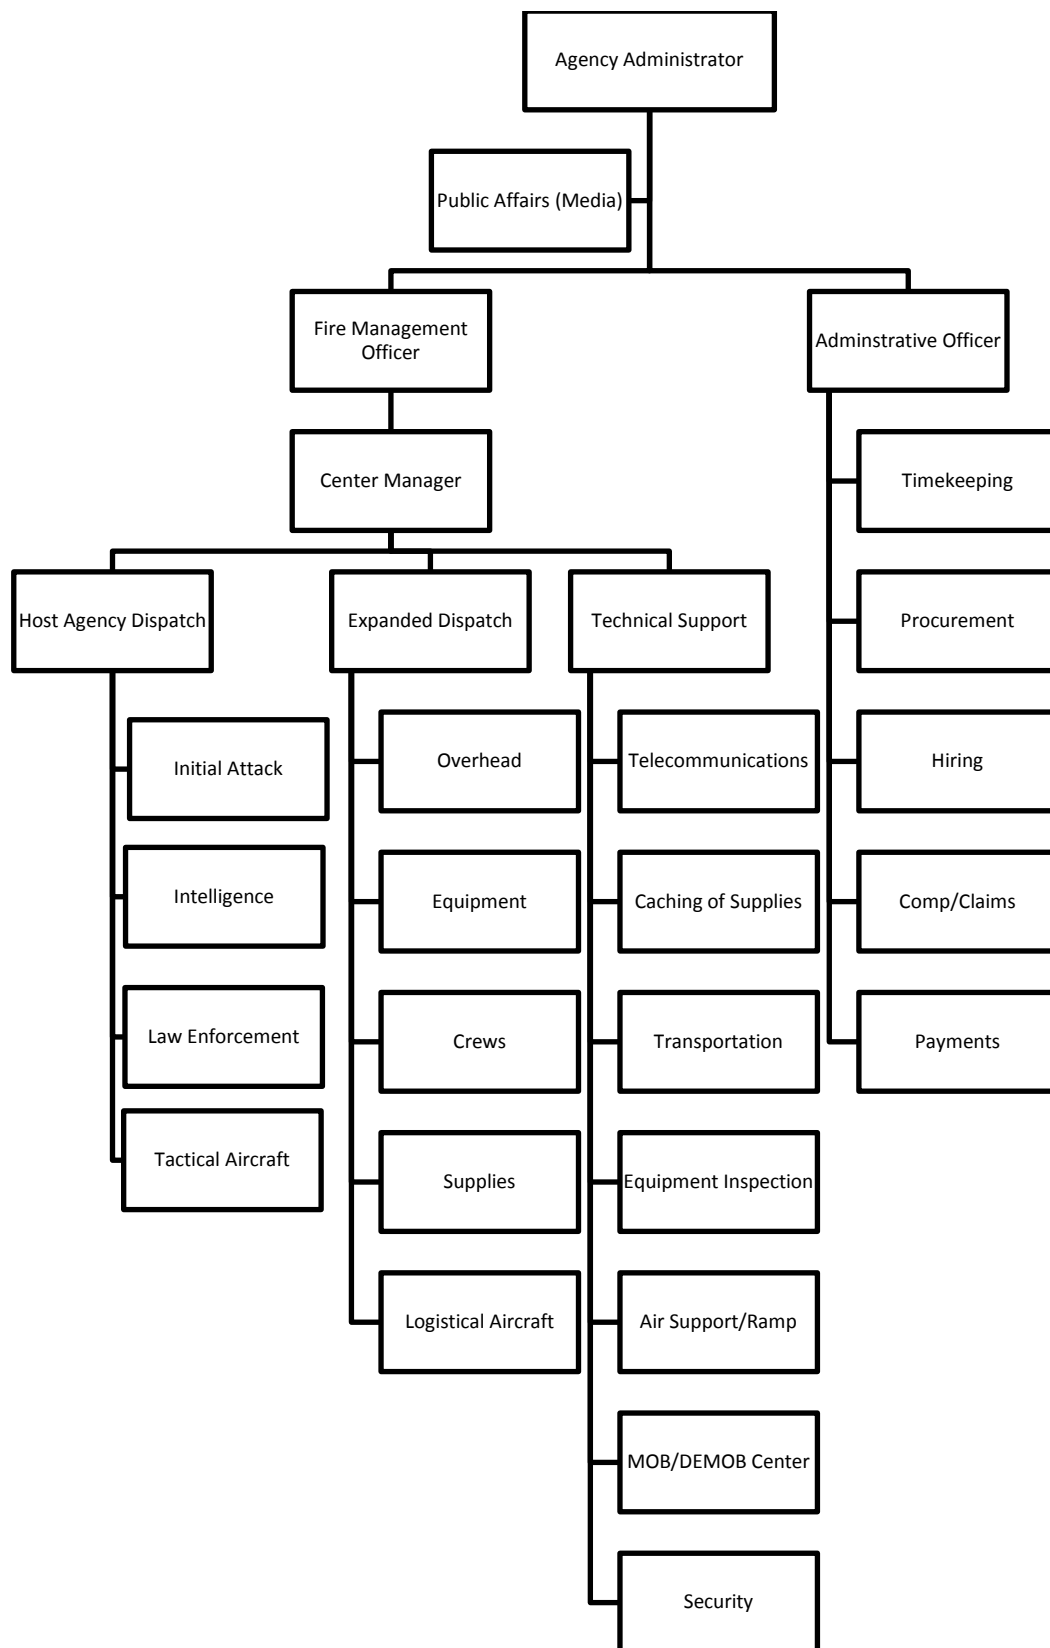 Agency Administrator
Public Affairs (Media)
Fire Management
Officer
Adminstrative Officer
Center Manager
Timekeeping
Host Agency Dispatch
Expanded Dispatch
Technical Support
Procurement
Initial Attack
Overhead
Telecommunications
Hiring
Intelligence
Equipment
Caching of Supplies
Comp/Claims
Law Enforcement
Crews
Transportation
Payments
Tactical Aircraft
Supplies
Equipment Inspection
Logistical Aircraft
Air Support/Ramp
MOB/DEMOB Center
Security